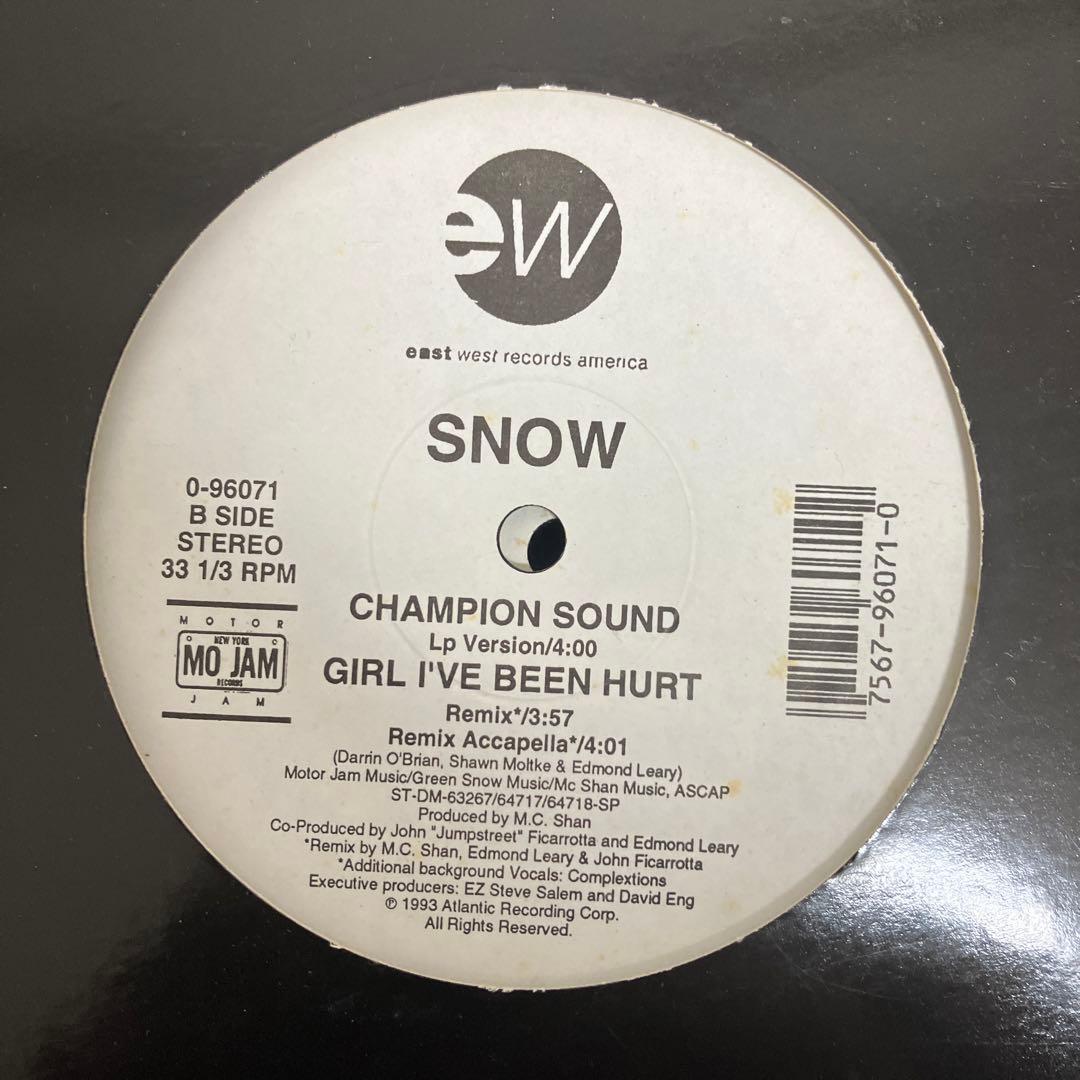 ew
east west records america
SNOW
0-96071
B SIDE
STEREO
33 1/3 RPM
MOTOR
NEW YORK
MO JAM
RECORDS
JAM
7567-96071-0
CHAMPION SOUND
Lp Version/4:00
GIRL I'VE BEEN HURT
Remix*/3:57
Remix Accapella*/4:01
(Darrin O'Brian, Shawn Moltke & Edmond Leary)
Motor Jam Music/Green Snow Music/Mc Shan Music, ASCAP
ST-DM-63267/64717/64718-SP
Produced by M.C. Shan
Co-Produced by John "Jumpstreet" Ficarrotta and Edmond Leary
*Remix by M.C. Shan, Edmond Leary & John Ficarrotta
*Additional background Vocals: Complextions
Executive producers: EZ Steve Salem and David Eng
℗ 1993 Atlantic Recording Corp.
All Rights Reserved.